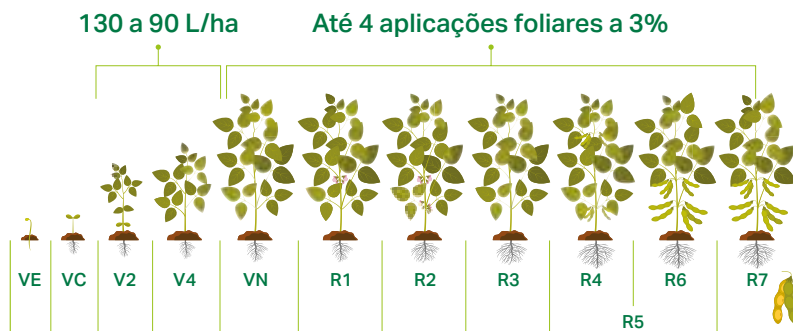 130 a 90 L/ha
Até 4 aplicações foliares a 3%
VE VC V2 V4 VN R1 R2 R3 R4 R6 R7
R5